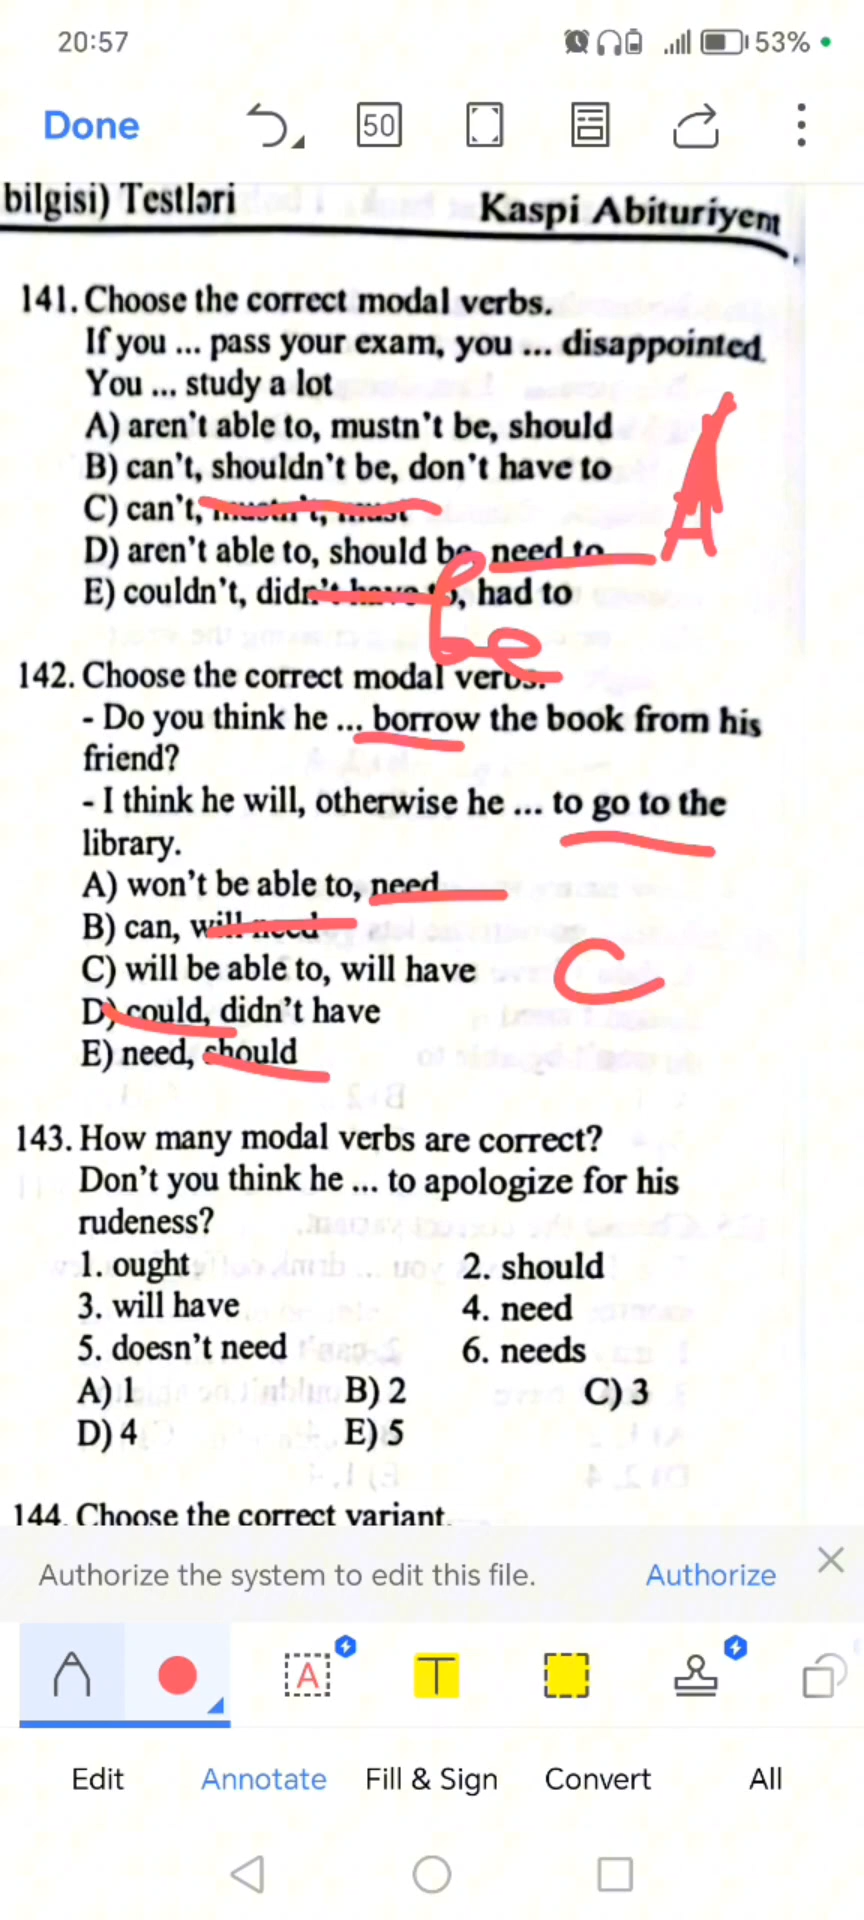 20:57
53%
Done
50
bilgisi) Testləri
Kaspi Abituriyent
141. Choose the correct modal verbs.
If you ... pass your exam, you ... disappointed
You ... study a lot
A) aren't able to, mustn't be, should
B) can't, shouldn't be, don't have to
C) can't, mustn't, must
D) aren't able to, should be, need to
E) couldn't, didn't have to, had to
A
be
142. Choose the correct modal verbs.
- Do you think he ... borrow the book from his
friend?
- I think he will, otherwise he ... to go to the
library.
A) won't be able to, need
B) can, will need
C) will be able to, will have
D) could, didn't have
E) need, should
C
143. How many modal verbs are correct?
Don't you think he ... to apologize for his
rudeness?
1. ought 2. should
3. will have 4. need
5. doesn't need 6. needs
A) 1 B) 2 C) 3
D) 4 E) 5
144. Choose the correct variant.
Authorize the system to edit this file.
Authorize
A
T
Edit Annotate Fill & Sign Convert All